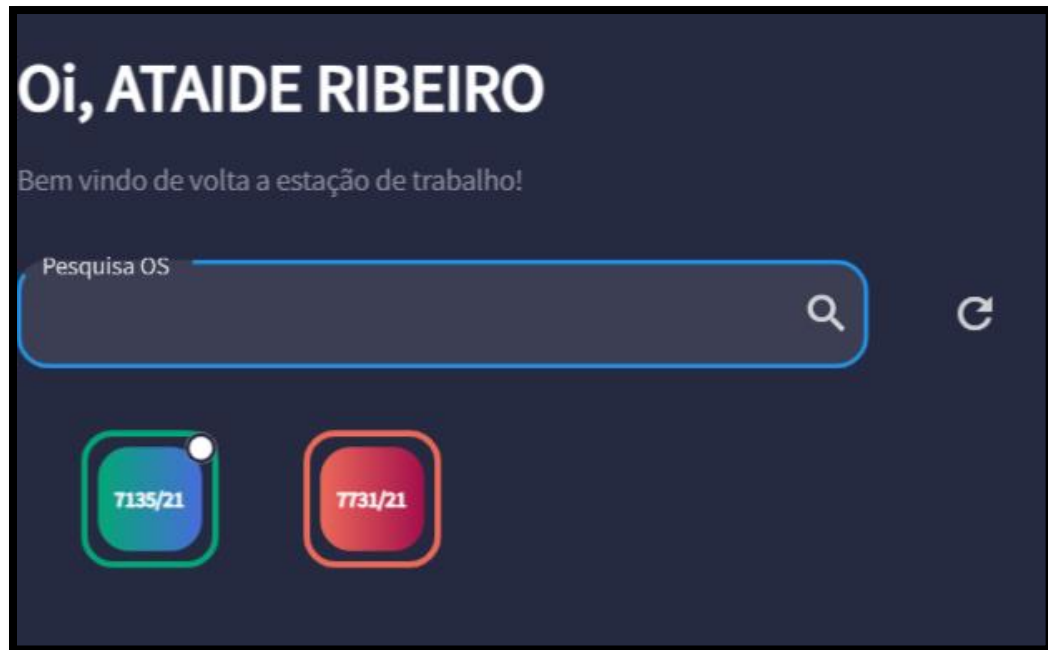 Oi, ATAIDE RIBEIRO
Bem vindo de volta a estação de trabalho!
Pesquisa OS
7135/21
7731/21